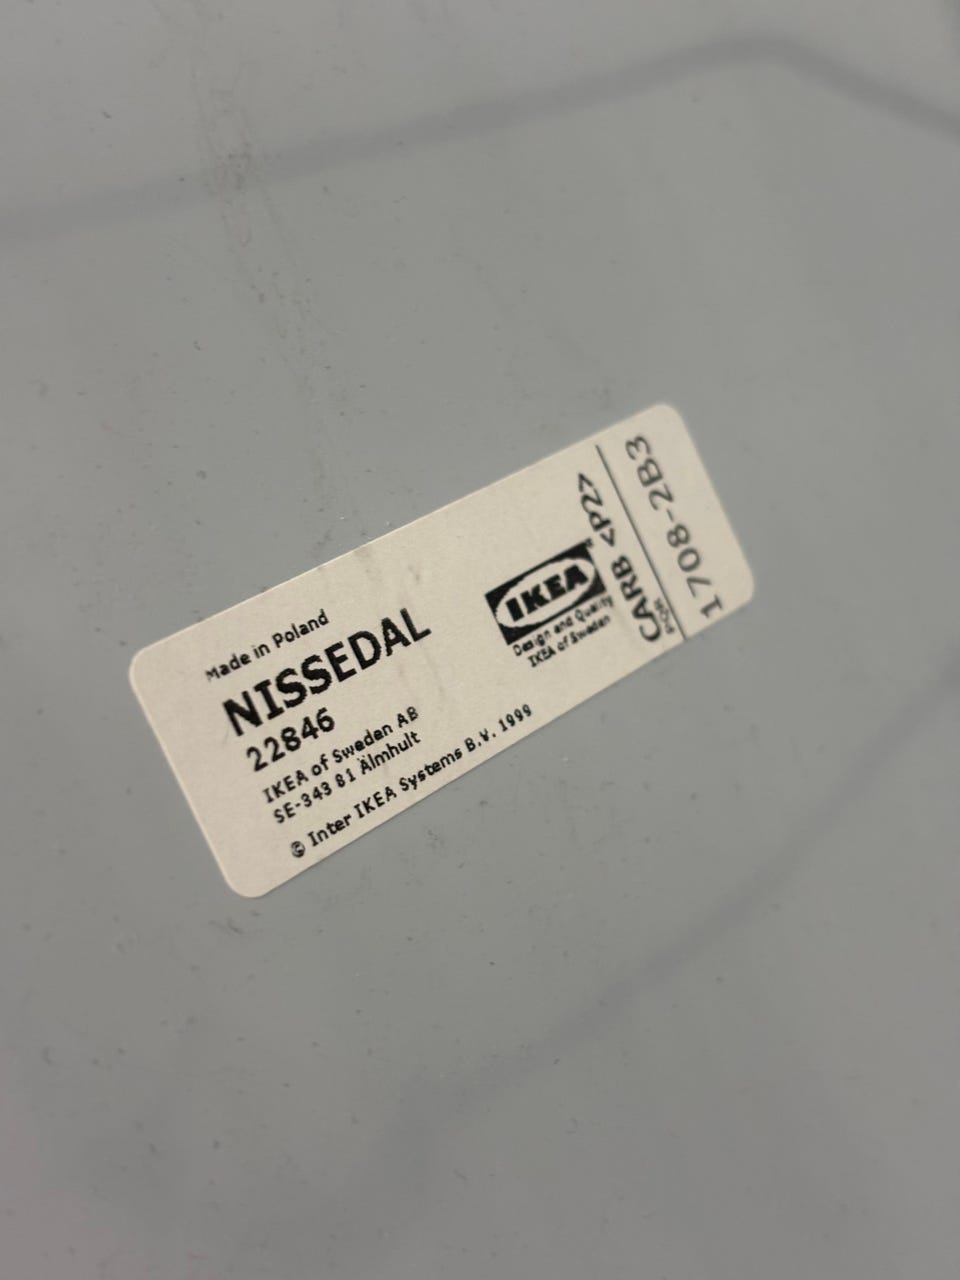 Made in Poland
NISSEDAL
22846
IKEA of Sweden AB
SE-343 81 Älmhult
© Inter IKEA Systems B.V. 1999
IKEA
Design and Quality
IKEA of Sweden
CARB <P2>
1708-2B3